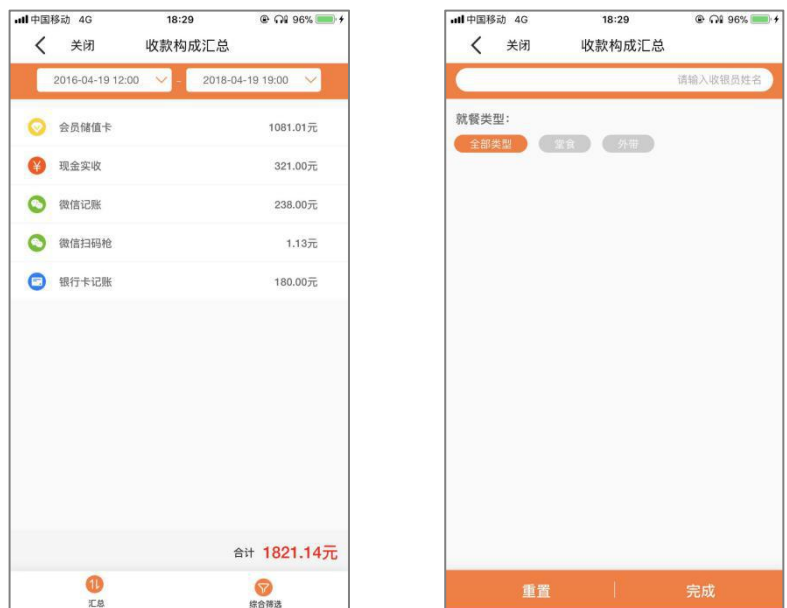 中国移动 4G 18:29 96%
关闭 收款构成汇总
2016-04-19 12:00 - 2018-04-19 19:00
会员储值卡 1081.01元
现金实收 321.00元
微信记账 238.00元
微信扫码枪 1.13元
银行卡记账 180.00元
合计 1821.14元
汇总 综合筛选
中国移动 4G 18:29 96%
关闭 收款构成汇总
请输入收银员姓名
就餐类型:
全部类型 堂食 外带
重置 完成